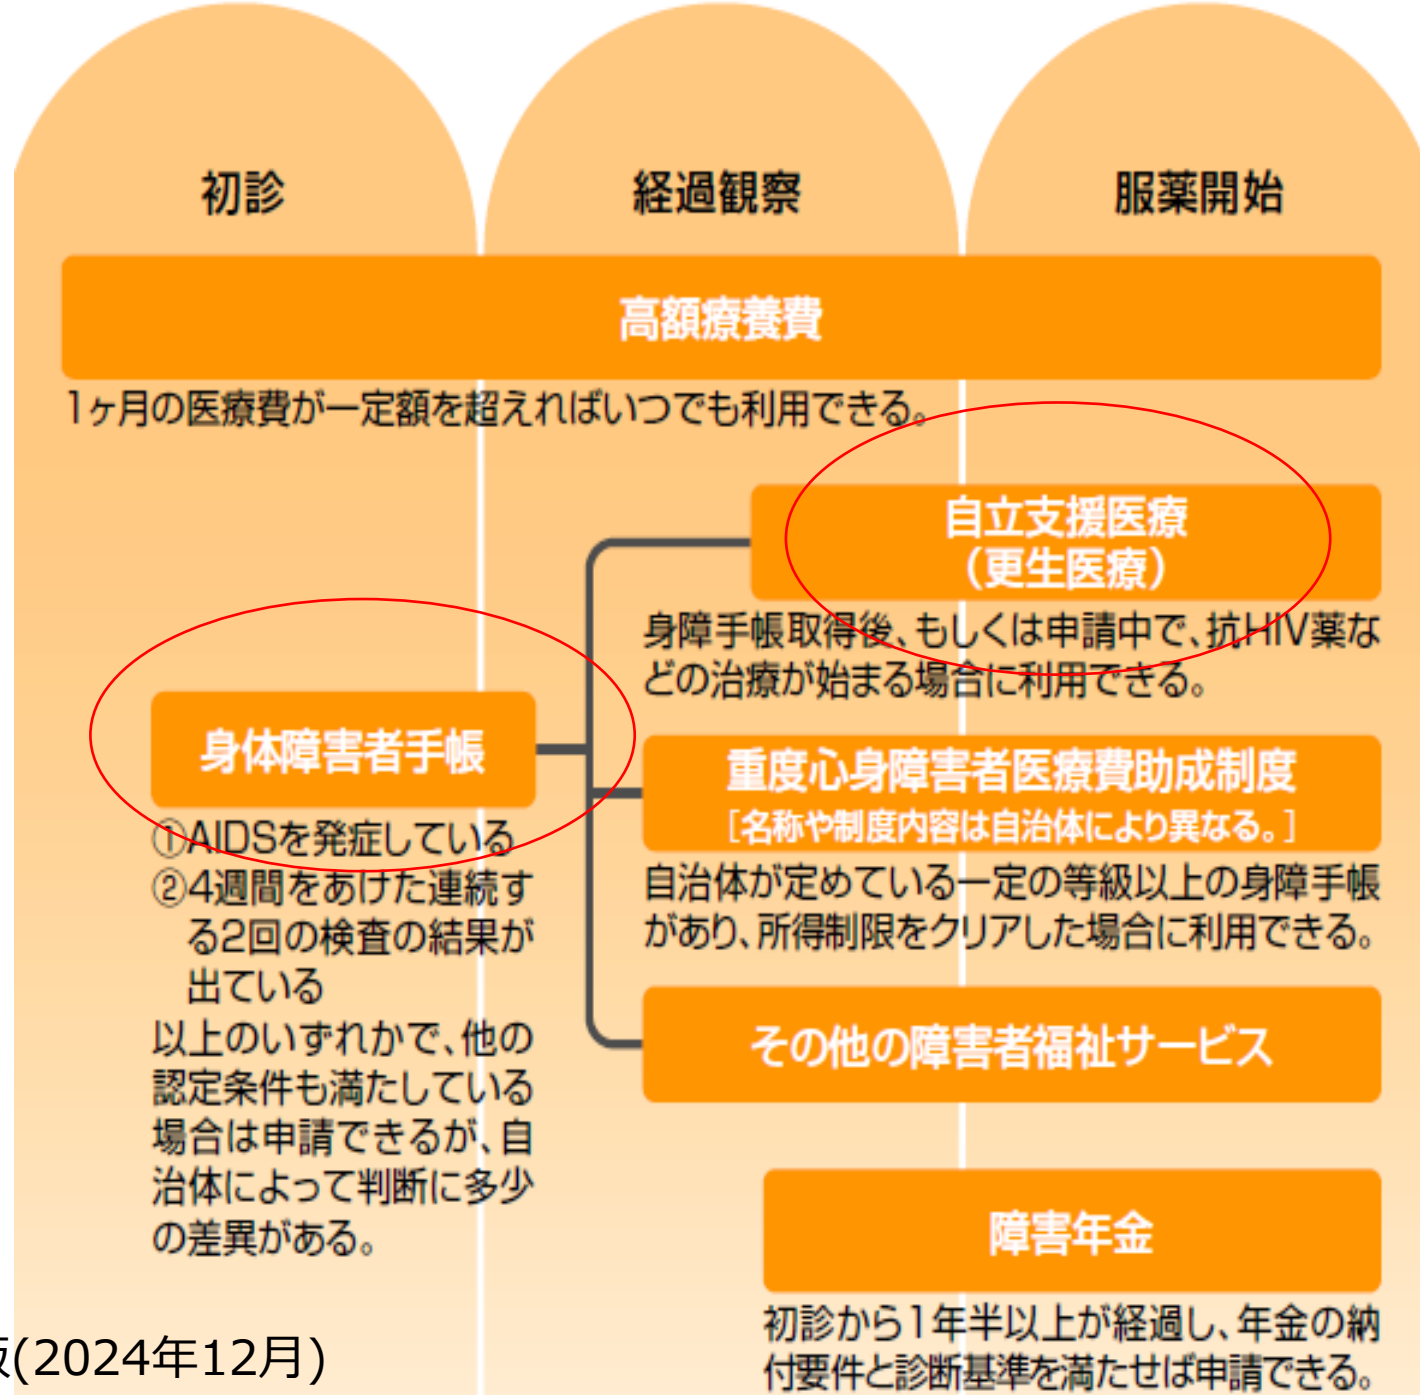 初診
経過観察
服薬開始
高額療養費
1ヶ月の医療費が一定額を超えればいつでも利用できる。
自立支援医療
（更生医療）
身障手帳取得後、もしくは申請中で、抗HIV薬な
どの治療が始まる場合に利用できる。
身体障害者手帳
①AIDSを発症している
②4週間をあけた連続す
る2回の検査の結果が
出ている
以上のいずれかで、他の
認定条件も満たしている
場合は申請できるが、自
治体によって判断に多少
の差異がある。
重度心身障害者医療費助成制度
［名称や制度内容は自治体により異なる。］
自治体が定めている一定の等級以上の身障手帳
があり、所得制限をクリアした場合に利用できる。
その他の障害者福祉サービス
障害年金
初診から1年半以上が経過し、年金の納
付要件と診断基準を満たせば申請できる。
(2024年12月)